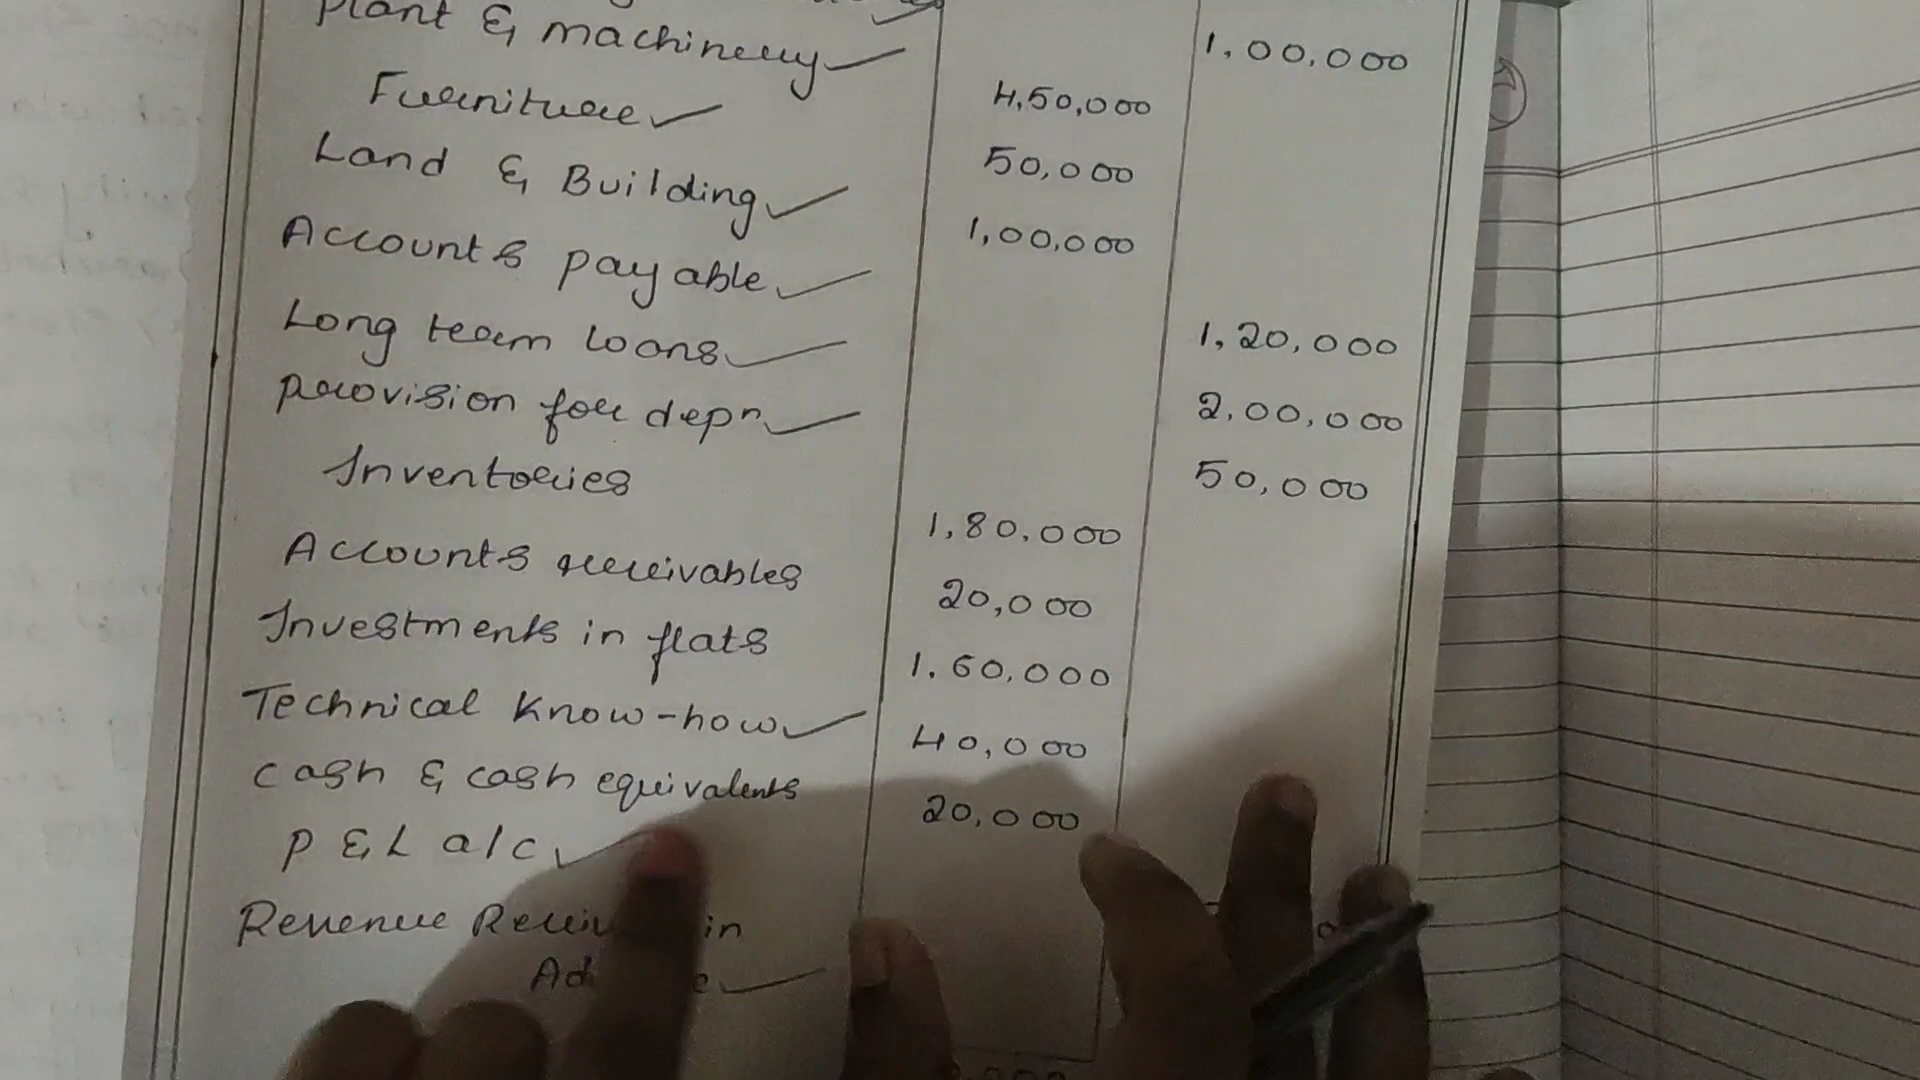 Plant & machinery 1,00,000
Furniture 4,50,000
Land & Building 50,000
Accounts payable 1,00,000
Long term loans 1,20,000
provision for depn 2,00,000
Inventories 50,000
Accounts receivables 1,80,000
Investments in flats 20,000
Technical Know-how 1,60,000
cash & cash equivalents 40,000
P & L a/c 20,000
Revenue in